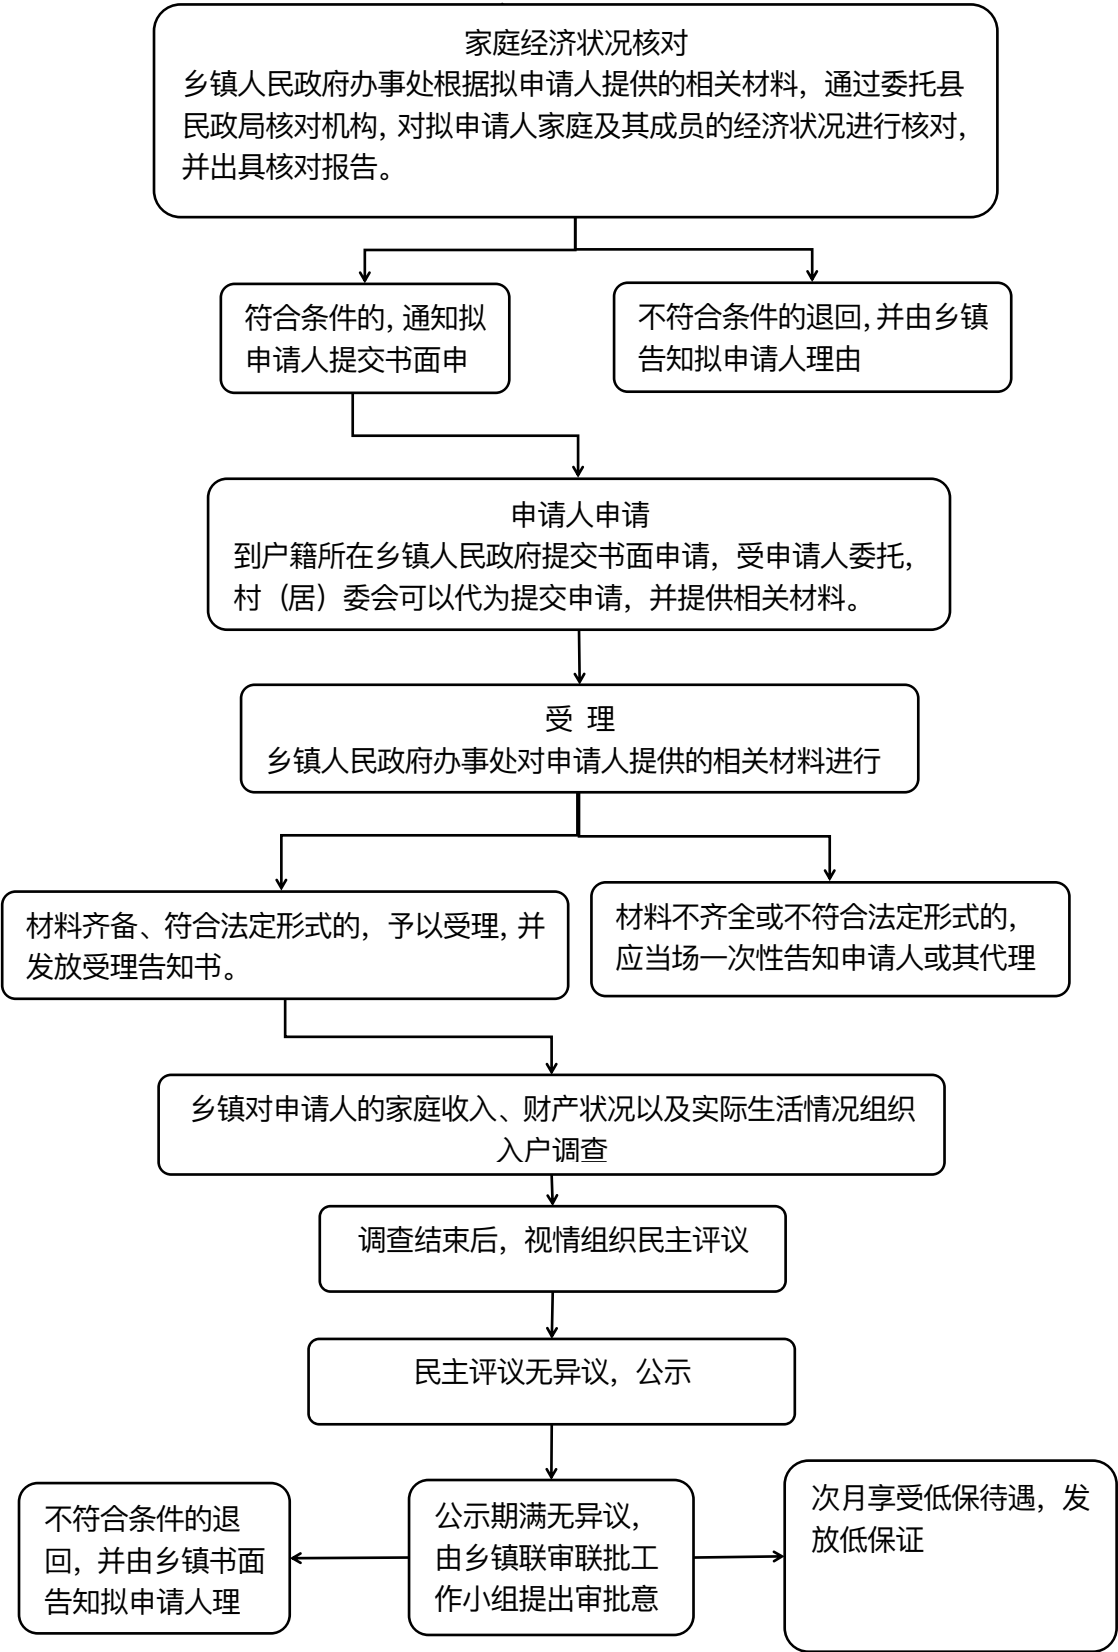 家庭经济状况核对
乡镇人民政府办事处根据拟申请人提供的相关材料，通过委托县
民政局核对机构，对拟申请人家庭及其成员的经济状况进行核对，
并出具核对报告。
符合条件的，通知拟
申请人提交书面申
不符合条件的退回，并由乡镇
告知拟申请人理由
申请人申请
到户籍所在乡镇人民政府提交书面申请，受申请人委托，
村（居）委会可以代为提交申请，并提供相关材料。
受 理
乡镇人民政府办事处对申请人提供的相关材料进行
材料齐备、符合法定形式的，予以受理，并
发放受理告知书。
材料不齐全或不符合法定形式的，
应当场一次性告知申请人或其代理
乡镇对申请人的家庭收入、财产状况以及实际生活情况组织
入户调查
调查结束后，视情组织民主评议
民主评议无异议，公示
不符合条件的退
回，并由乡镇书面
告知拟申请人理
公示期满无异议，
由乡镇联审联批工
作小组提出审批意
次月享受低保待遇，发
放低保证